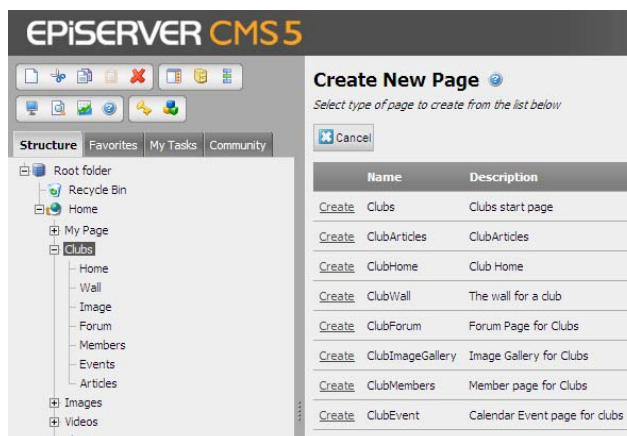 EPiSERVER CMS 5
Structure Favorites My Tasks Community
Root folder
Recycle Bin
Home
My Page
Clubs
Home
Wall
Image
Forum
Members
Events
Articles
Images
Videos
Create New Page
Select type of page to create from the list below
Cancel
Name Description
Create Clubs Clubs start page
Create ClubArticles ClubArticles
Create ClubHome Club Home
Create ClubWall The wall for a club
Create ClubForum Forum Page for Clubs
Create ClubImageGallery Image Gallery for Clubs
Create ClubMembers Member page for Clubs
Create ClubEvent Calendar Event page for clubs